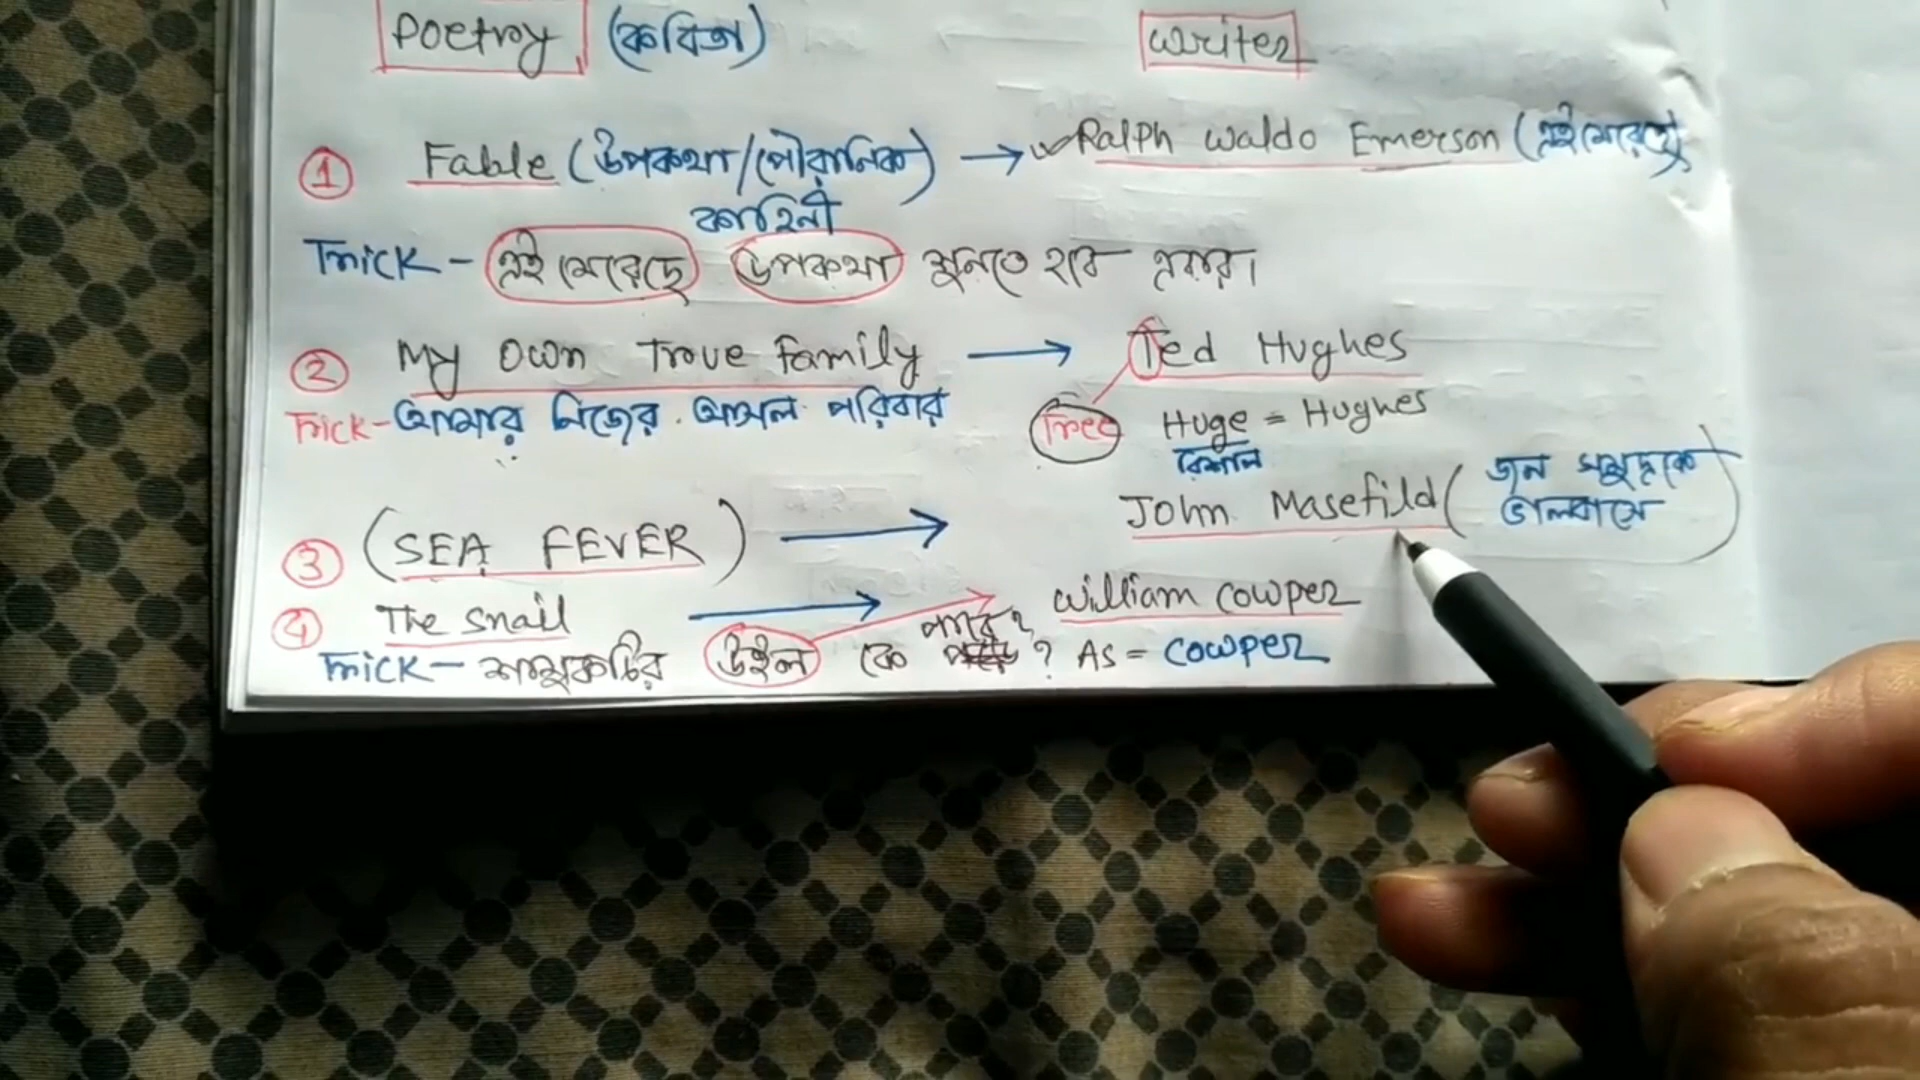 Poetry (কবিতা) Writer
① Fable (উপকথা/পৌরানিক কাহিনী) → Ralph Waldo Emerson (এই মেরেছে)
Trick - এই মেরেছে উপকথা শুনতে হবে এবার।
② My Own Trove Family → Ted Hughes
Trick - আমার নিজের আসল পরিবার Tree Huge = Hughes
বিশাল
③ (SEA FEVER) → John Masefild (জন সমুদ্রকে ভালবাসে)
④ The Snail → William Cowper
Trick - শামুকটির উইল কে পারে? As = Cowper